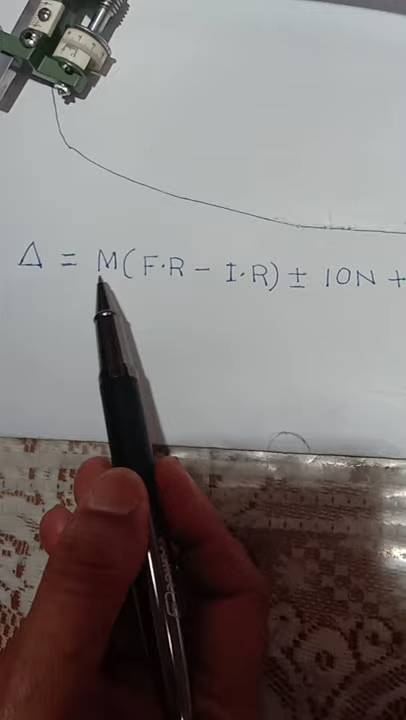 Δ = M(F.R - I.R) ± 10N +